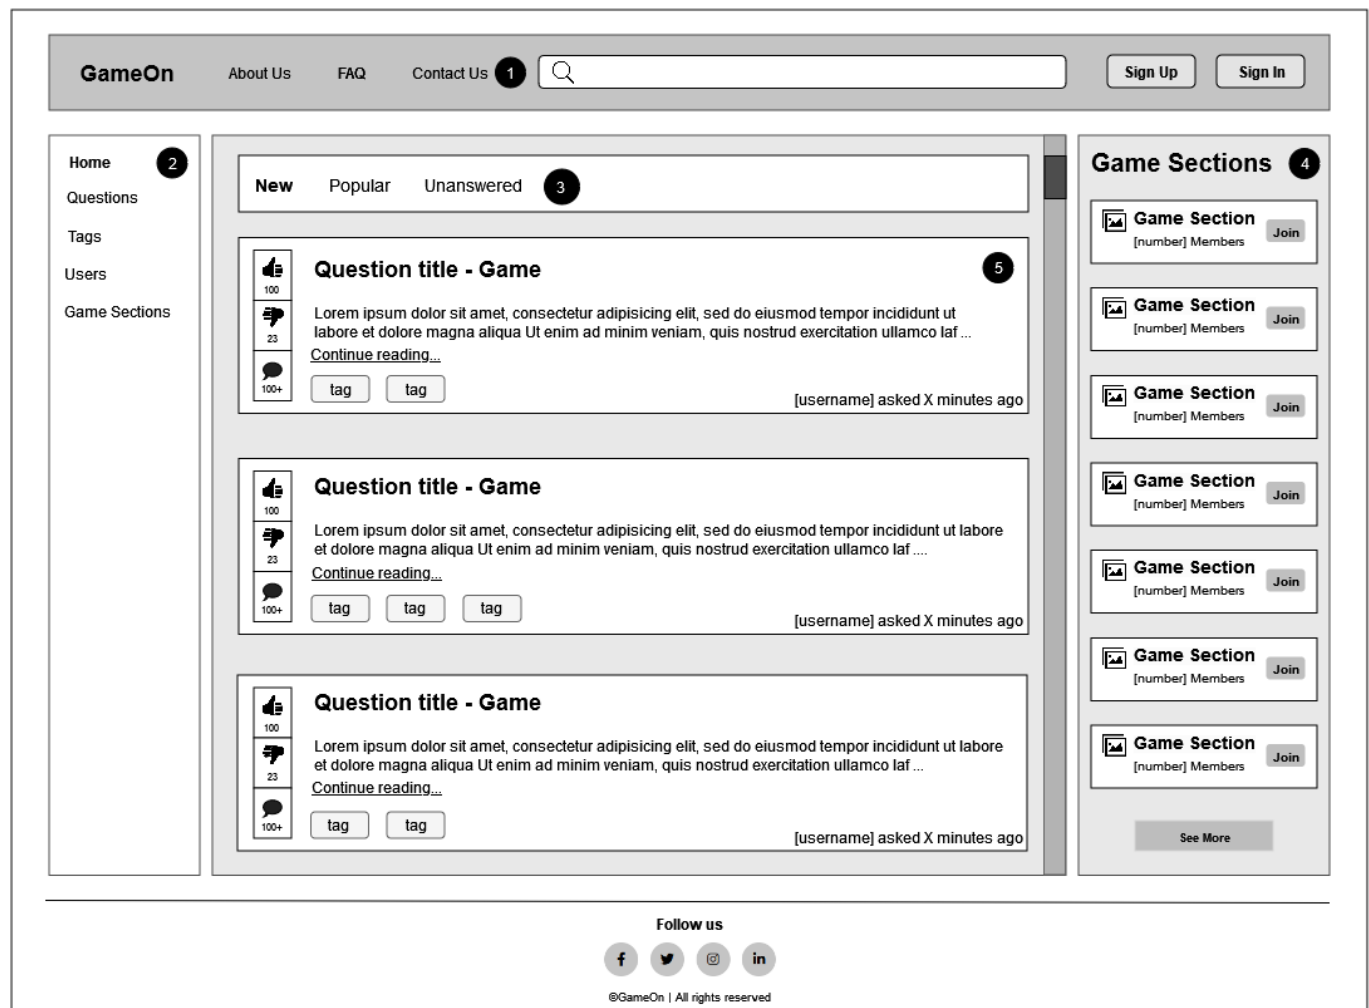 GameOn About Us FAQ Contact Us 1 Sign Up Sign In
Home 2
Questions
Tags
Users
Game Sections
New Popular Unanswered 3
Question title - Game 5
100
23
100+
Lorem ipsum dolor sit amet, consectetur adipisicing elit, sed do eiusmod tempor incididunt ut
labore et dolore magna aliqua Ut enim ad minim veniam, quis nostrud exercitation ullamco laf ...
Continue reading...
tag tag
[username] asked X minutes ago
Question title - Game
100
23
100+
Lorem ipsum dolor sit amet, consectetur adipisicing elit, sed do eiusmod tempor incididunt ut labore
et dolore magna aliqua Ut enim ad minim veniam, quis nostrud exercitation ullamco laf ....
Continue reading...
tag tag tag
[username] asked X minutes ago
Question title - Game
100
23
100+
Lorem ipsum dolor sit amet, consectetur adipisicing elit, sed do eiusmod tempor incididunt ut labore
et dolore magna aliqua Ut enim ad minim veniam, quis nostrud exercitation ullamco laf ...
Continue reading...
tag tag
[username] asked X minutes ago
Game Sections 4
Game Section
[number] Members
Join
Game Section
[number] Members
Join
Game Section
[number] Members
Join
Game Section
[number] Members
Join
Game Section
[number] Members
Join
Game Section
[number] Members
Join
Game Section
[number] Members
Join
See More
Follow us
f in
©GameOn | All rights reserved